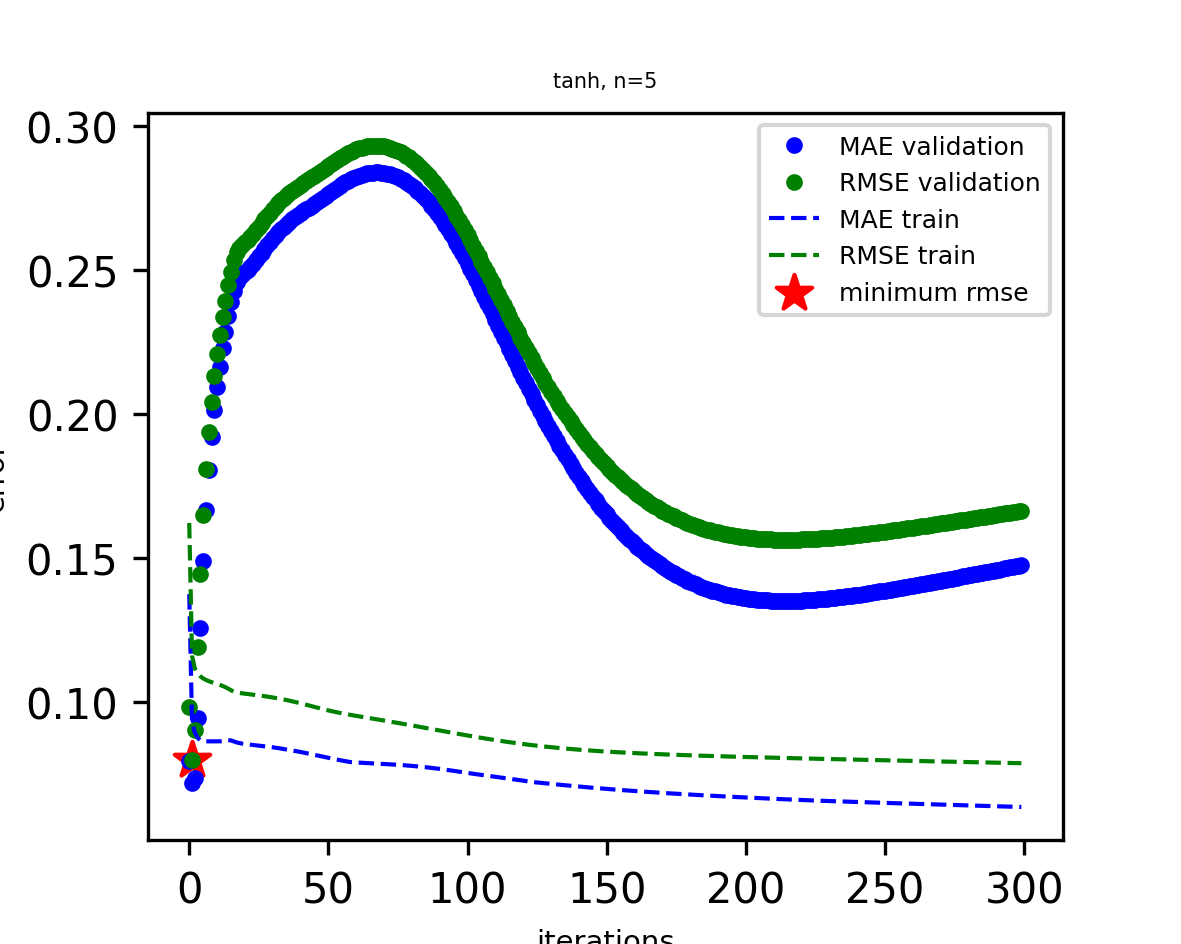 tanh, n=5
0.30
0.25
0.20
0.15
0.10
MAE validation
RMSE validation
MAE train
RMSE train
minimum rmse
0 50 100 150 200 250 300
iterations